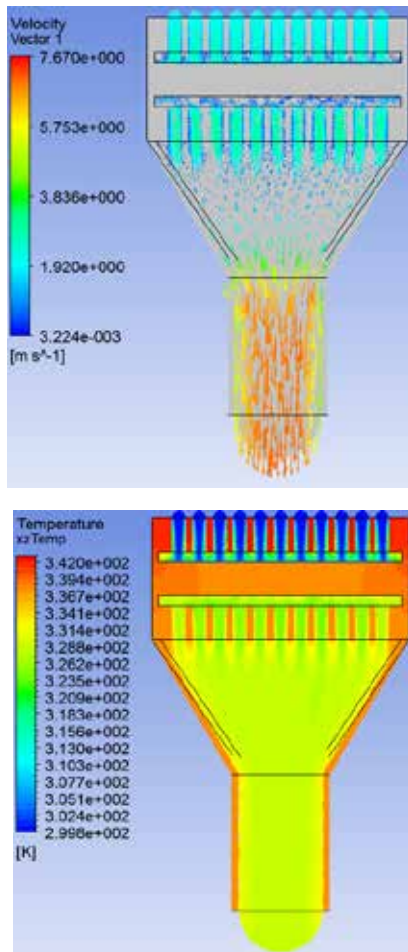 Velocity
Vector 1
7.670e+000
5.753e+000
3.836e+000
1.920e+000
3.224e-003
[m s^-1]
Temperature
xzTemp
3.420e+002
3.394e+002
3.367e+002
3.341e+002
3.314e+002
3.288e+002
3.262e+002
3.235e+002
3.209e+002
3.183e+002
3.156e+002
3.130e+002
3.103e+002
3.077e+002
3.051e+002
3.024e+002
2.998e+002
[K]